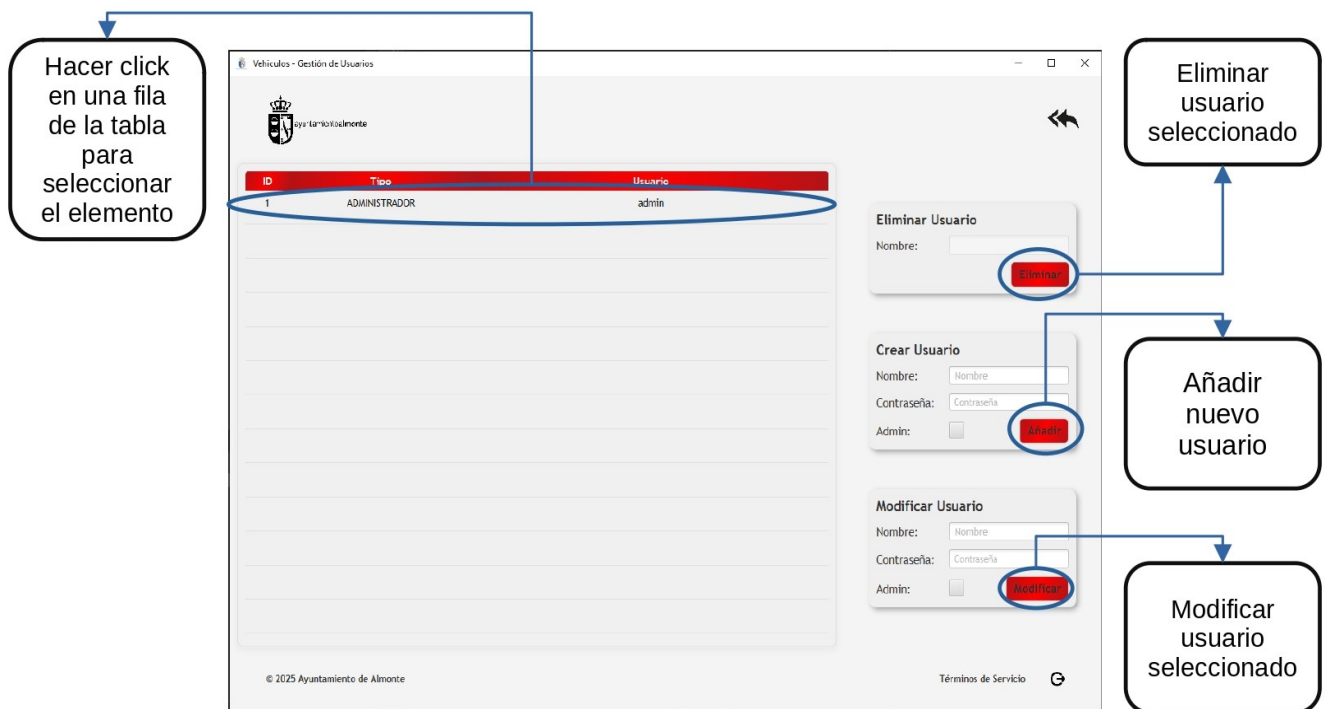 Hacer click
en una fila
de la tabla
para
seleccionar
el elemento
Vehiculos - Gestión de Usuarios
ayuntamientoalmonte
ID Tipo Usuario
1 ADMINISTRADOR admin
Eliminar Usuario
Nombre:
Eliminar
Crear Usuario
Nombre: Nombre
Contraseña: Contraseña
Admin: Añadir
Modificar Usuario
Nombre: Nombre
Contraseña: Contraseña
Admin: Modificar
© 2025 Ayuntamiento de Almonte
Términos de Servicio
Eliminar
usuario
seleccionado
Añadir
nuevo
usuario
Modificar
usuario
seleccionado